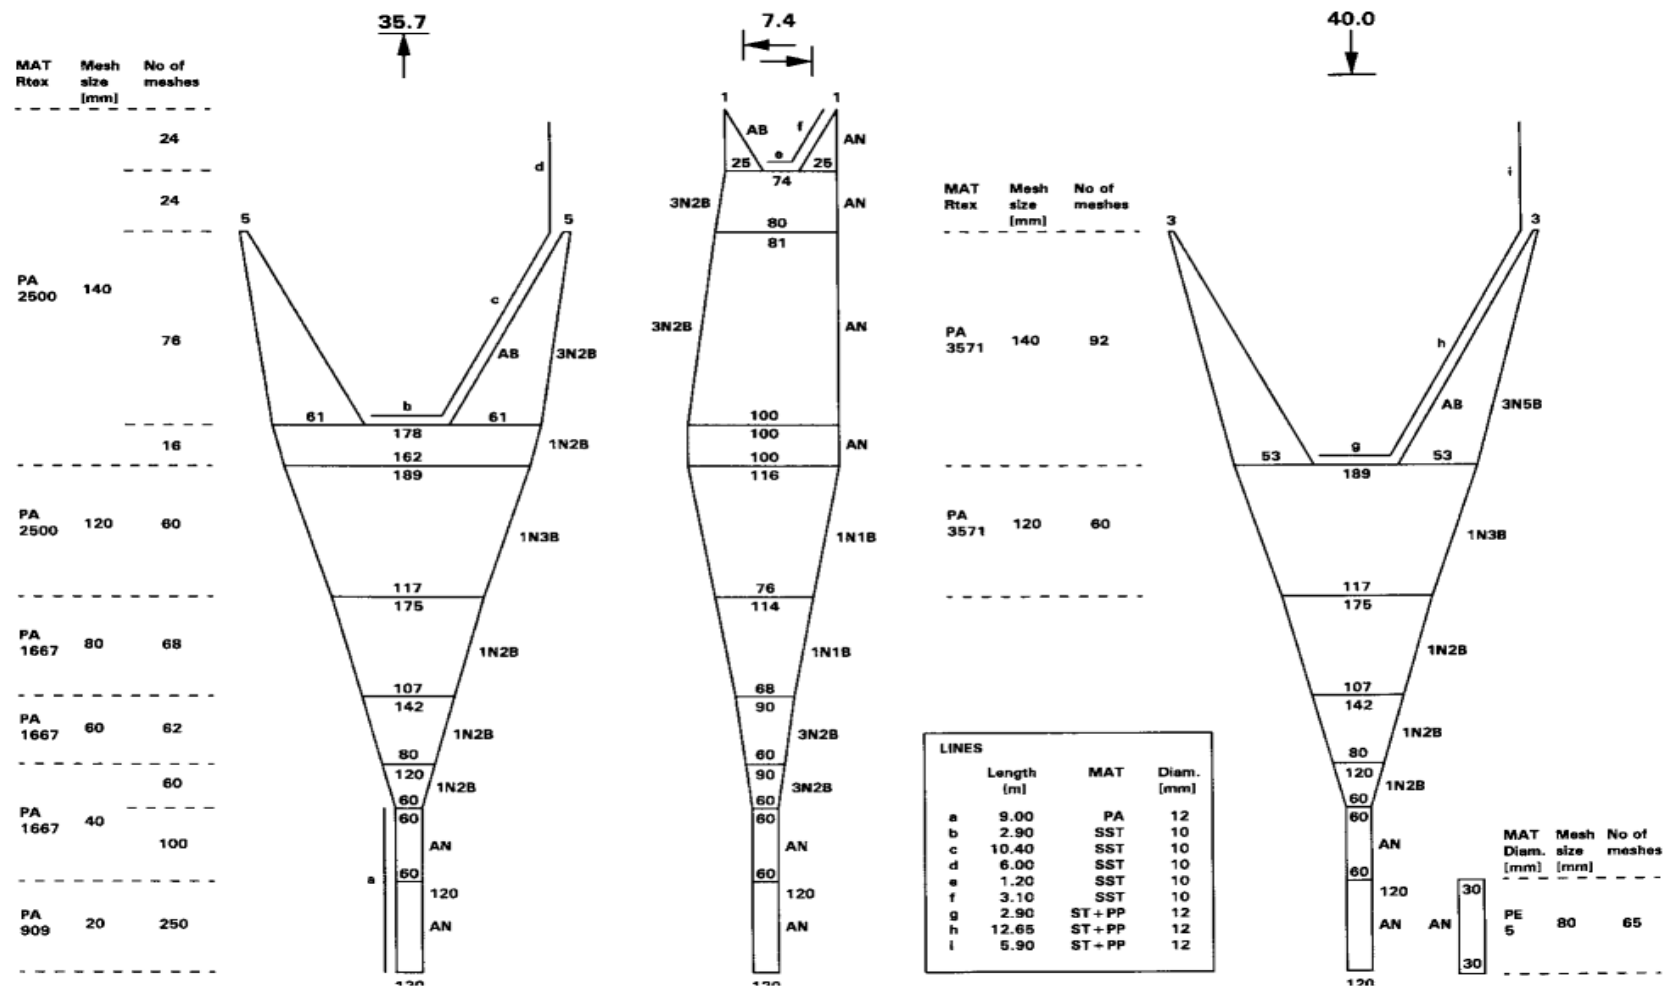 35.7
7.4
40.0
MAT Mesh No of
Rtex size meshes
[mm]
24
24
PA
2500 140
76
16
PA
2500 120 60
PA
1667 80 68
PA
1667 60 62
60
PA
1667 40
100
PA
909 20 250
5 5
d
c
AB 3N2B
b
61 61
178
1N2B
162
189
1N3B
117
175
1N2B
107
142
1N2B
80
120 1N2B
60
60
AN
60
a
120
AN
120
1 1
AB f AN
e
25 25
74
3N2B AN
80
81
3N2B AN
100
100
AN
100
116
1N1B
76
114
1N1B
68
90
3N2B
60
90
3N2B
60
60
AN
60
120
AN
120
MAT Mesh No of
Rtex size meshes
[mm]
PA
3571 140 92
PA
3571 120 60
i
3 3
h
AB 3N5B
g
53 53
189
1N3B
117
175
1N2B
107
142
1N2B
80
120
1N2B
60
60
AN
60
120
AN
120
LINES
Length MAT Diam.
[m] [mm]
a 9.00 PA 12
b 2.90 SST 10
c 10.40 SST 10
d 6.00 SST 10
e 1.20 SST 10
f 3.10 SST 10
g 2.90 ST+PP 12
h 12.65 ST+PP 12
i 5.90 ST+PP 12
MAT Mesh No of
Diam. size meshes
[mm] [mm]
30
AN
PE
5 80 65
30